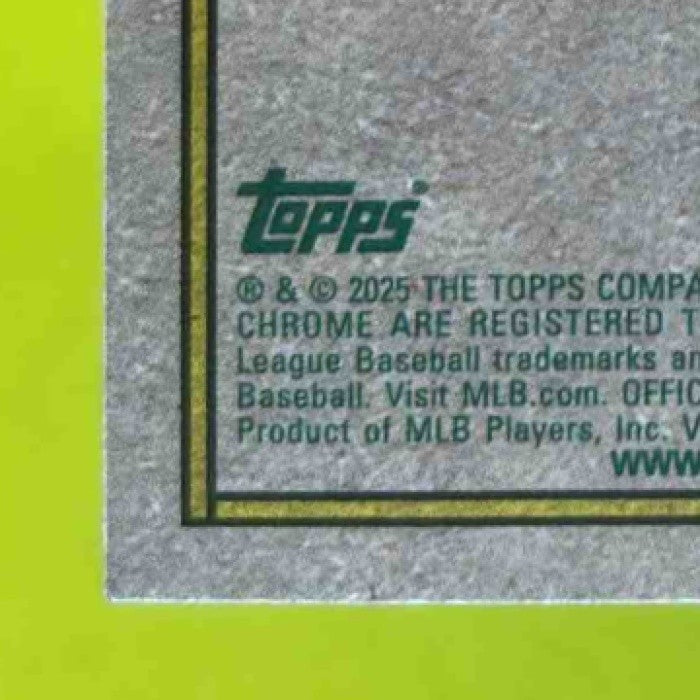 Topps
® & © 2025 THE TOPPS COMPA
CHROME ARE REGISTERED T
League Baseball trademarks an
Baseball. Visit MLB.com. OFFIC
Product of MLB Players, Inc. V
WWW